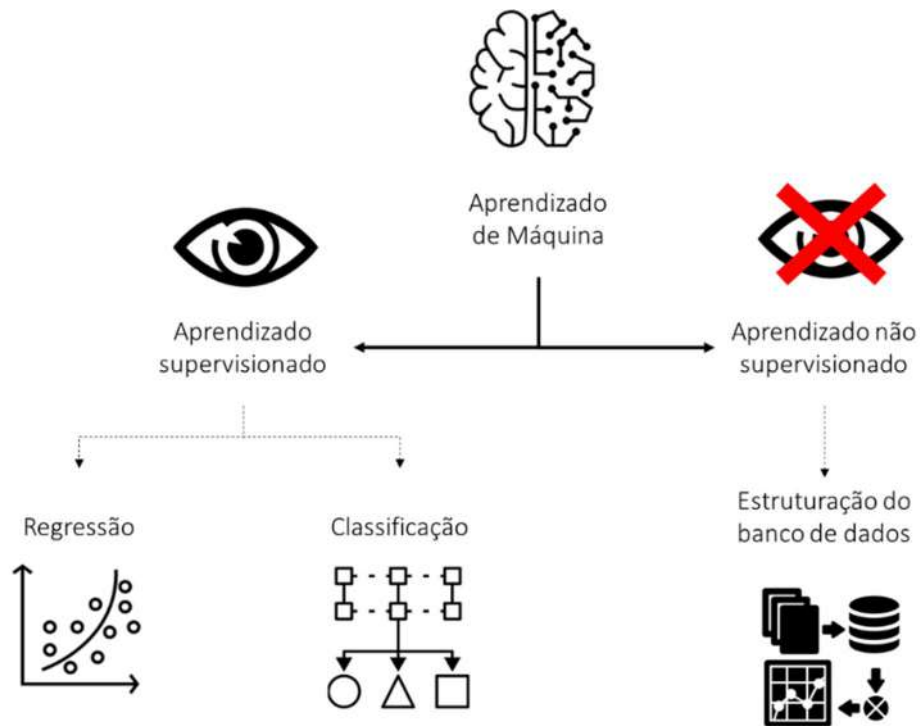 Aprendizado
de Máquina
Aprendizado
supervisionado
Aprendizado não
supervisionado
Regressão
Classificação
Estruturação do
banco de dados